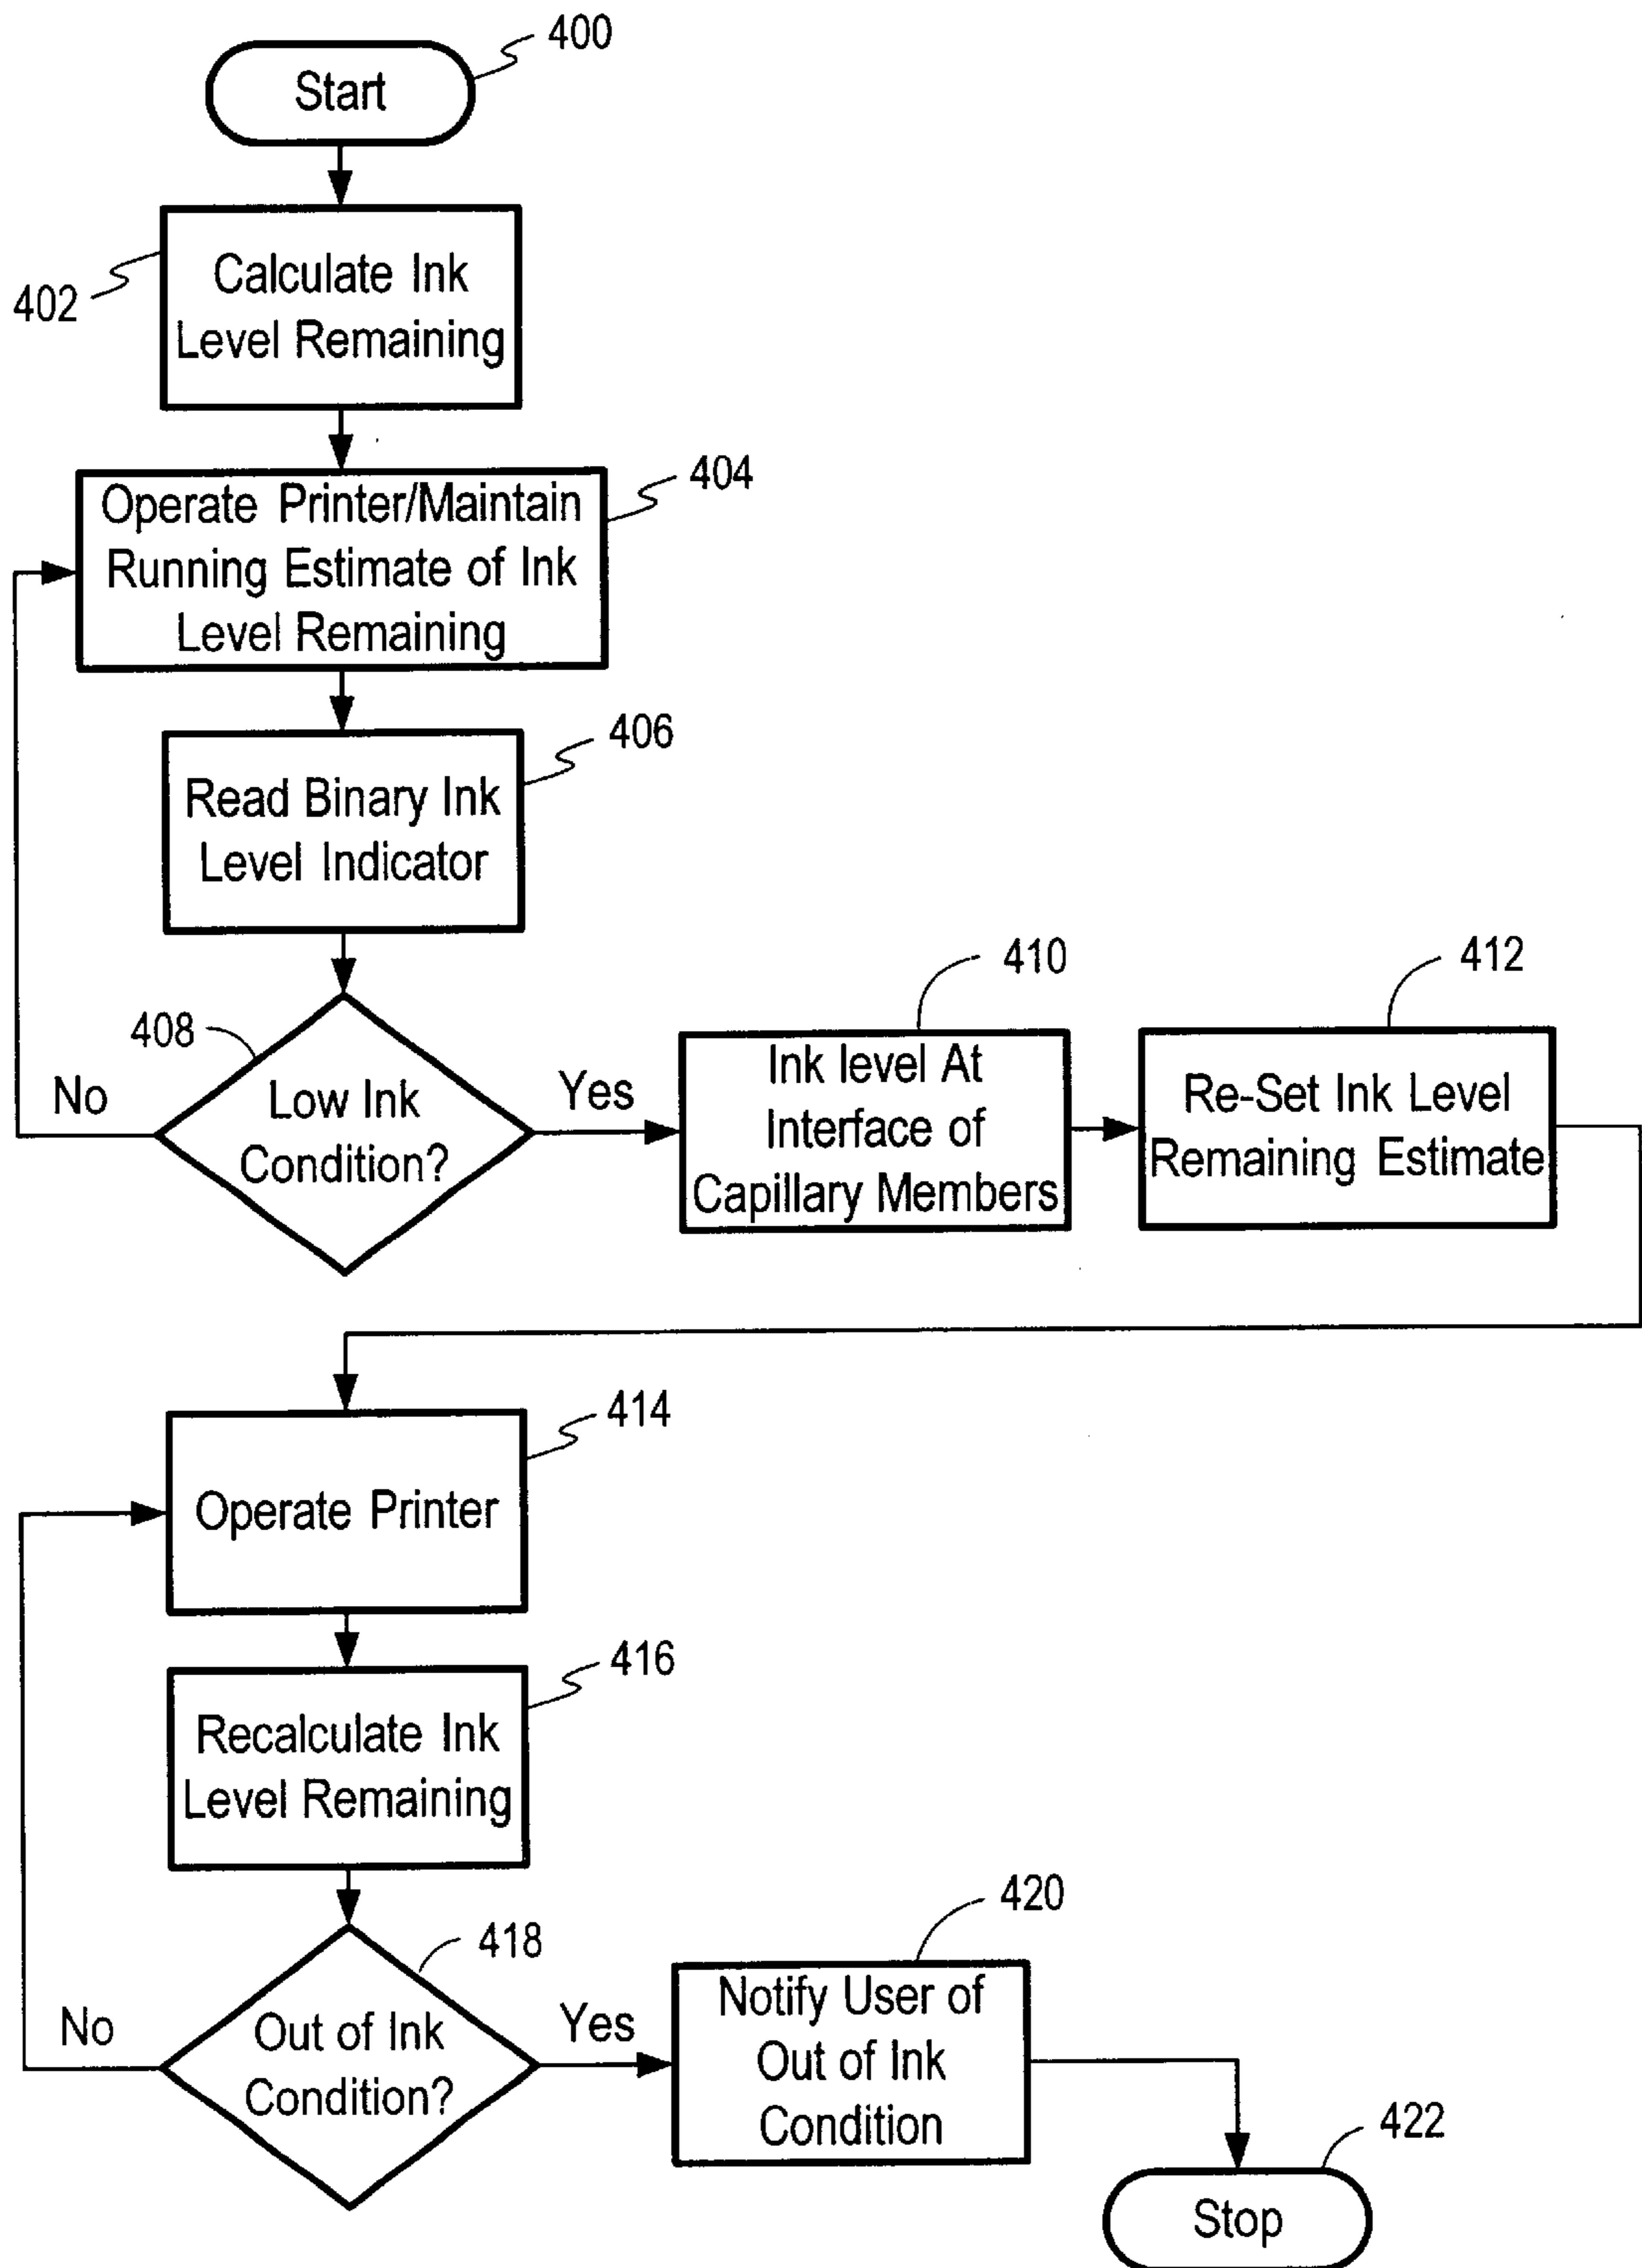 400
Start
402
Calculate Ink
Level Remaining
404
Operate Printer/Maintain
Running Estimate of Ink
Level Remaining
406
Read Binary Ink
Level Indicator
408
Low Ink
Condition?
No
Yes
410
Ink level At
Interface of
Capillary Members
412
Re-Set Ink Level
Remaining Estimate
414
Operate Printer
416
Recalculate Ink
Level Remaining
418
Out of Ink
Condition?
No
Yes
420
Notify User of
Out of Ink
Condition
422
Stop